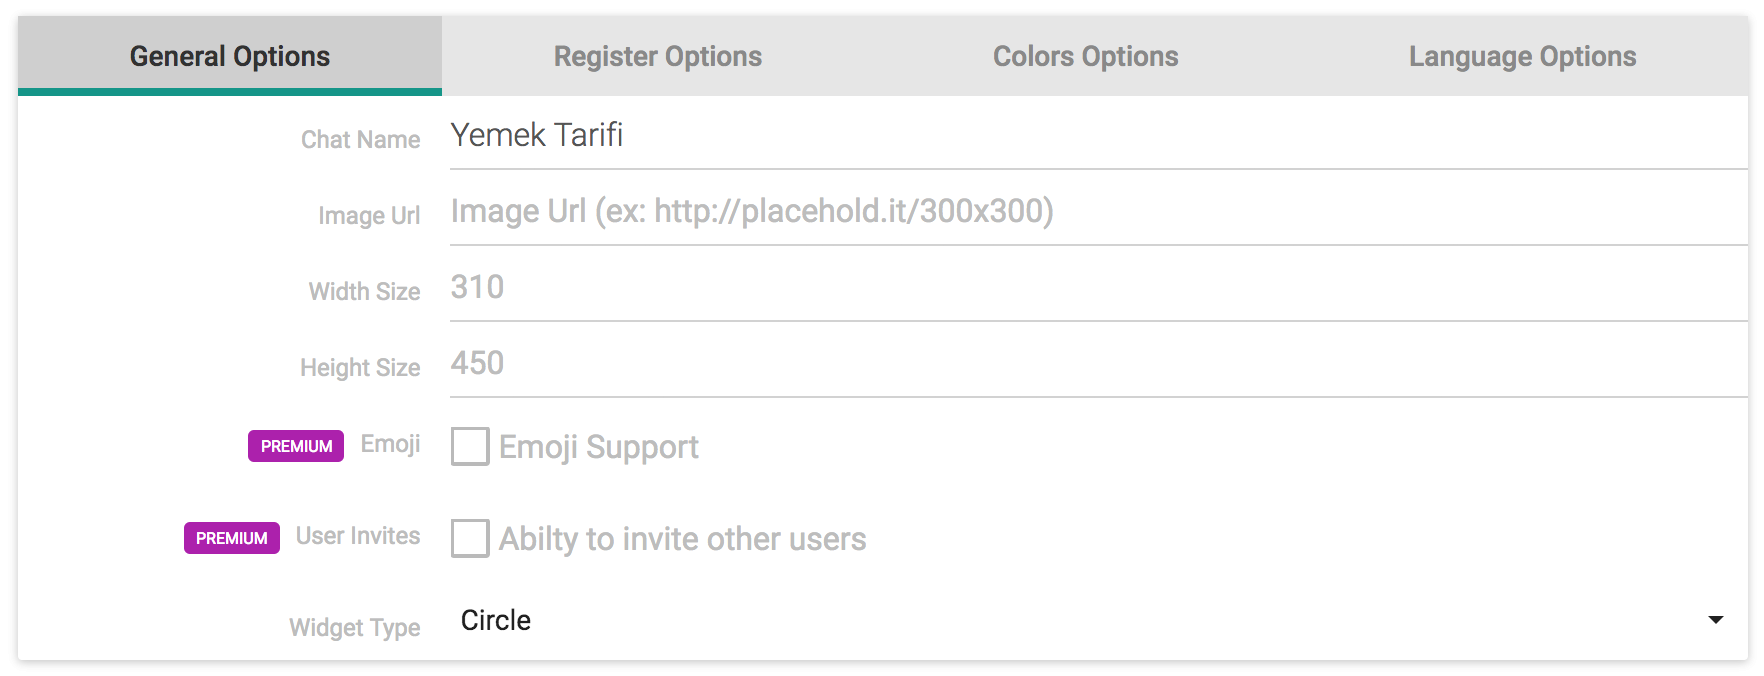 General Options Register Options Colors Options Language Options
Chat Name Yemek Tarifi
Image Url Image Url (ex: http://placehold.it/300x300)
Width Size 310
Height Size 450
PREMIUM Emoji Emoji Support
PREMIUM User Invites Abilty to invite other users
Widget Type Circle